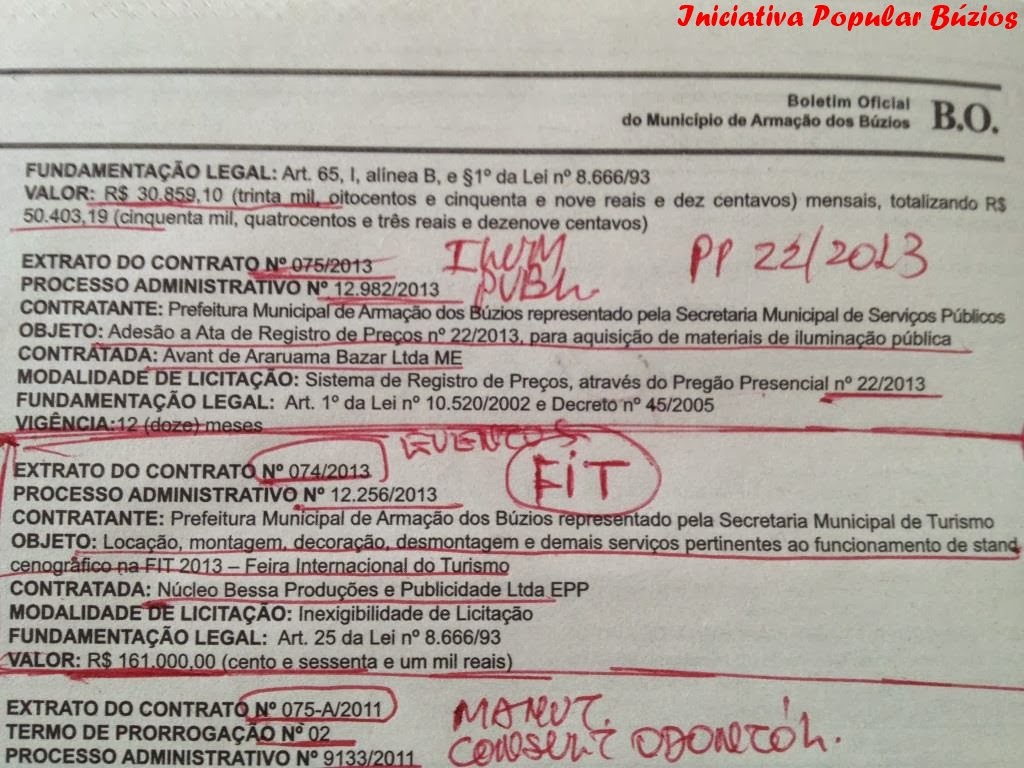 Iniciativa Popular Búzios
Boletim Oficial
do Município de Armação dos Búzios
B.O.
FUNDAMENTAÇÃO LEGAL: Art. 65, I, alínea B, e §1º da Lei nº 8.666/93
VALOR: R$ 30.859,10 (trinta mil, oitocentos e cinquenta e nove reais e dez centavos) mensais, totalizando R$
50.403,19 (cinquenta mil, quatrocentos e três reais e dezenove centavos)
EXTRATO DO CONTRATO Nº 075/2013
ILUM PUBL.
PP 22/2013
PROCESSO ADMINISTRATIVO Nº 12.982/2013
CONTRATANTE: Prefeitura Municipal de Armação dos Búzios representado pela Secretaria Municipal de Serviços Públicos
OBJETO: Adesão a Ata de Registro de Preços nº 22/2013, para aquisição de materiais de iluminação pública
CONTRATADA: Avant de Araruama Bazar Ltda ME
MODALIDADE DE LICITAÇÃO: Sistema de Registro de Preços, através do Pregão Presencial nº 22/2013
FUNDAMENTAÇÃO LEGAL: Art. 1º da Lei nº 10.520/2002 e Decreto nº 45/2005
VIGÊNCIA:12 (doze) meses
EVENTOS
FIT
EXTRATO DO CONTRATO Nº 074/2013
PROCESSO ADMINISTRATIVO Nº 12.256/2013
CONTRATANTE: Prefeitura Municipal de Armação dos Búzios representado pela Secretaria Municipal de Turismo
OBJETO: Locação, montagem, decoração, desmontagem e demais serviços pertinentes ao funcionamento de stand
cenográfico na FIT 2013 – Feira Internacional do Turismo
CONTRATADA: Núcleo Bessa Produções e Publicidade Ltda EPP
MODALIDADE DE LICITAÇÃO: Inexigibilidade de Licitação
FUNDAMENTAÇÃO LEGAL: Art. 25 da Lei nº 8.666/93
VALOR: R$ 161.000,00 (cento e sessenta e um mil reais)
EXTRATO DO CONTRATO Nº 075-A/2011
TERMO DE PRORROGAÇÃO Nº 02
PROCESSO ADMINISTRATIVO Nº 9133/2011
MANUT.
ODONTÓL.